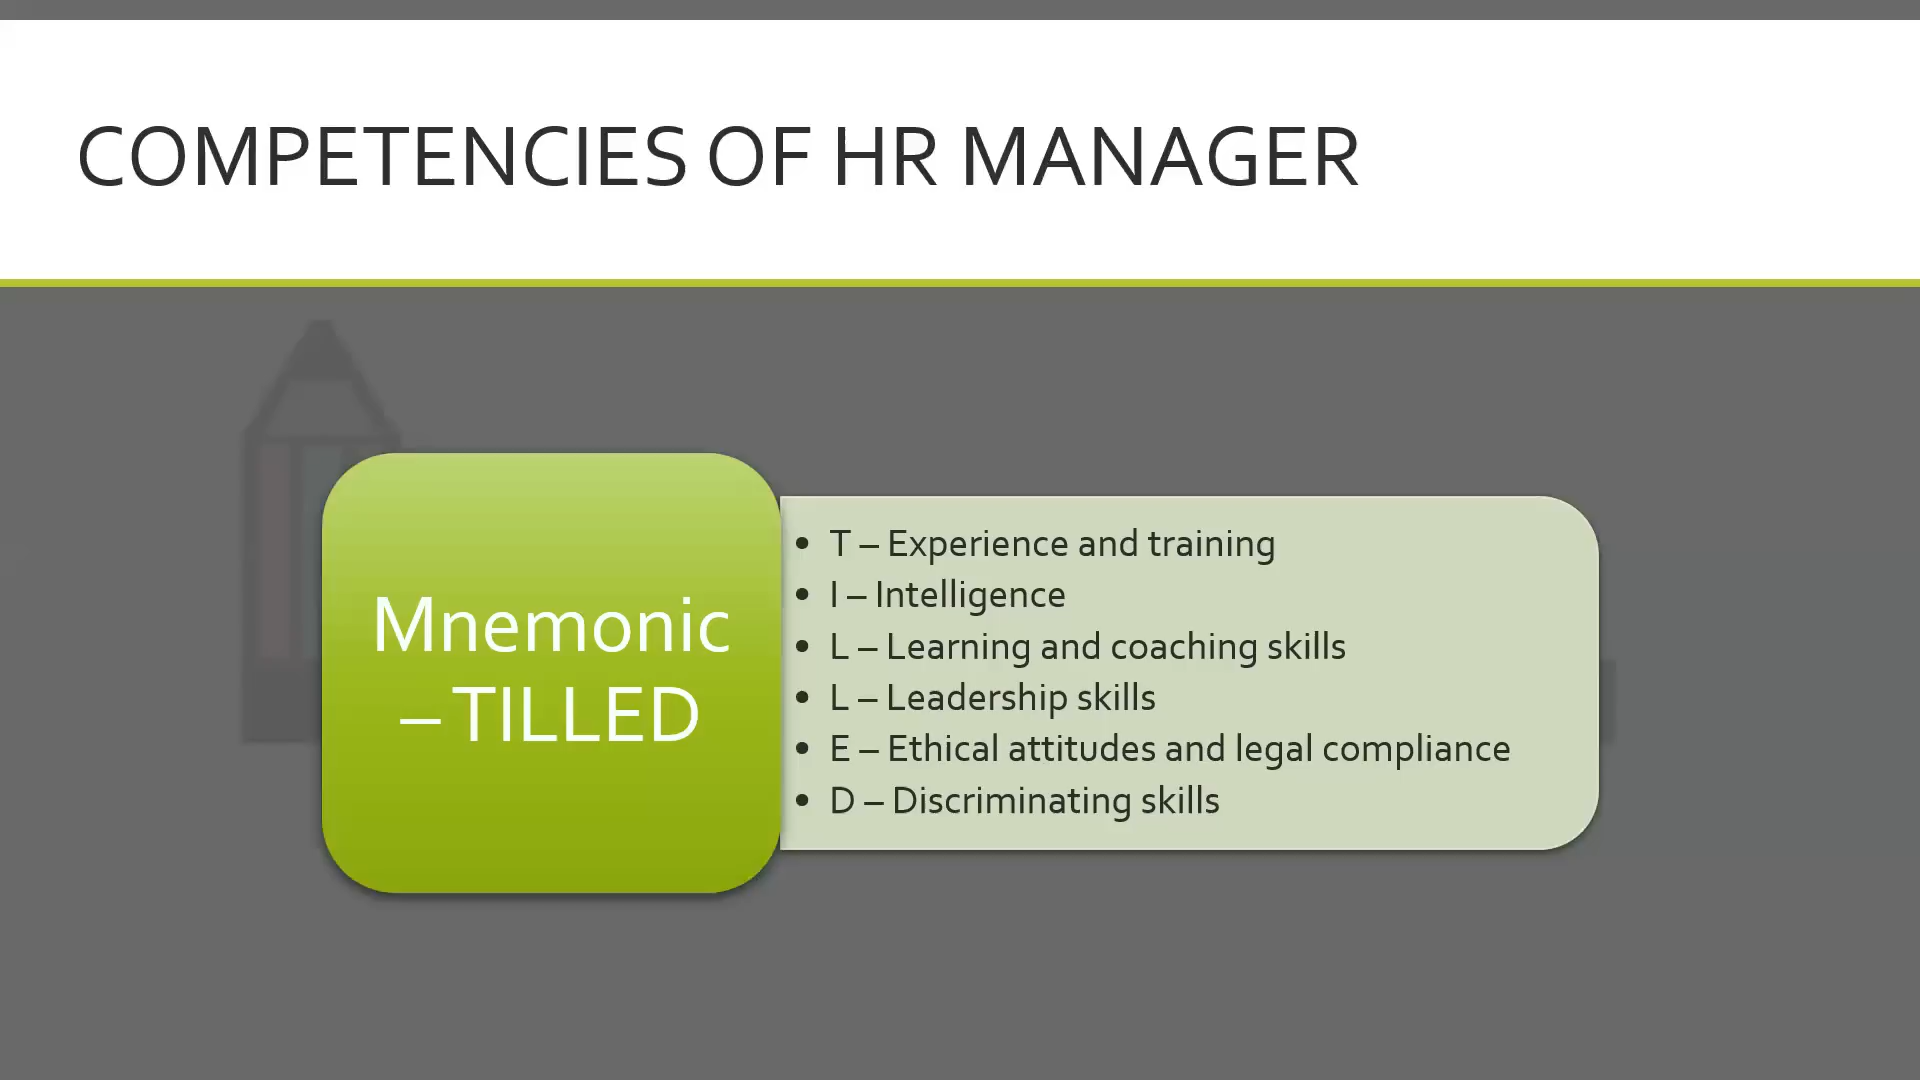 COMPETENCIES OF HR MANAGER
Mnemonic
– TILLED
• T – Experience and training
• I – Intelligence
• L – Learning and coaching skills
• L – Leadership skills
• E – Ethical attitudes and legal compliance
• D – Discriminating skills